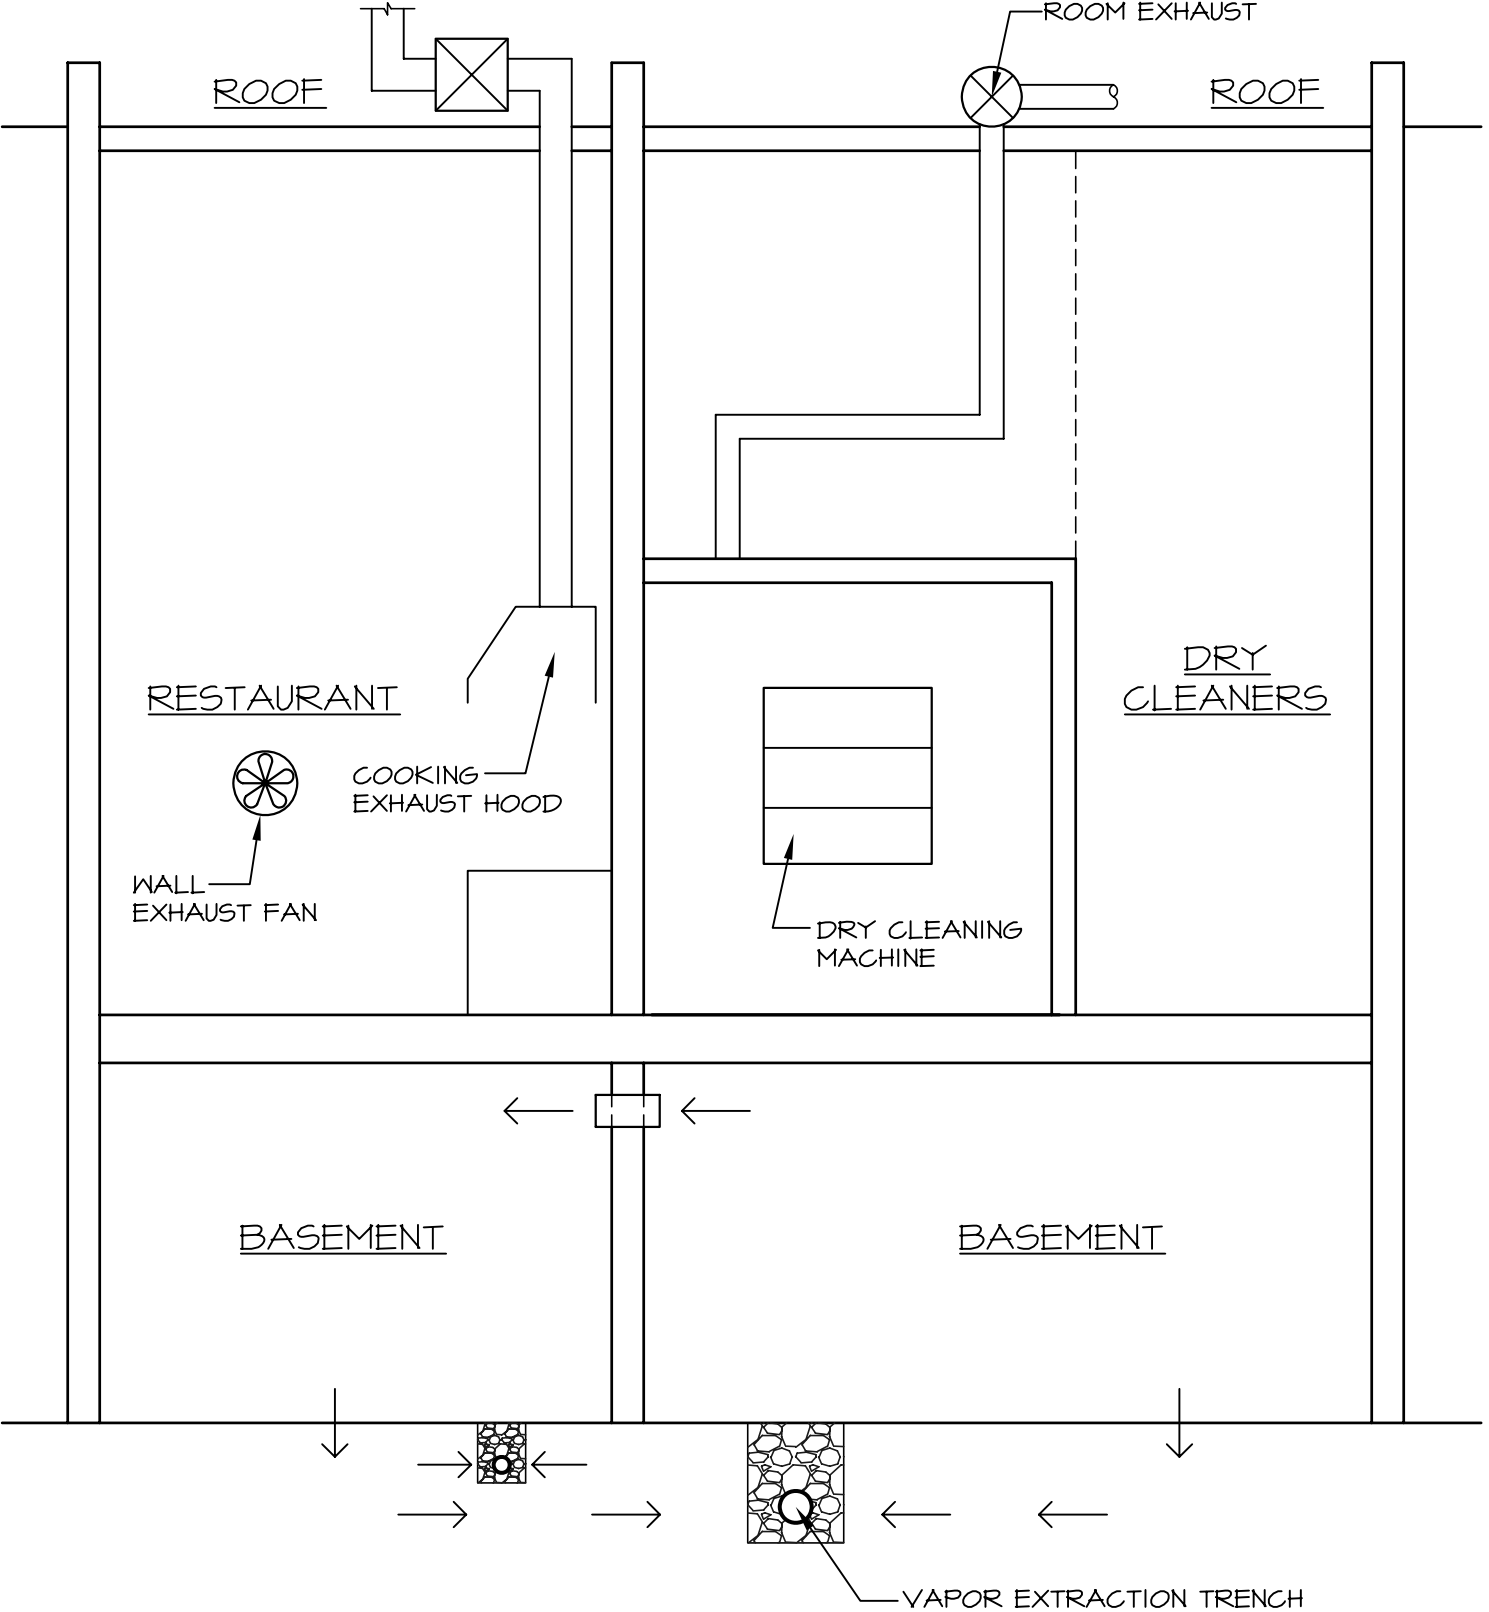 ROOM EXHAUST
ROOF
ROOF
DRY
CLEANERS
RESTAURANT
COOKING
EXHAUST HOOD
WALL
EXHAUST FAN
DRY CLEANING
MACHINE
BASEMENT
BASEMENT
VAPOR EXTRACTION TRENCH